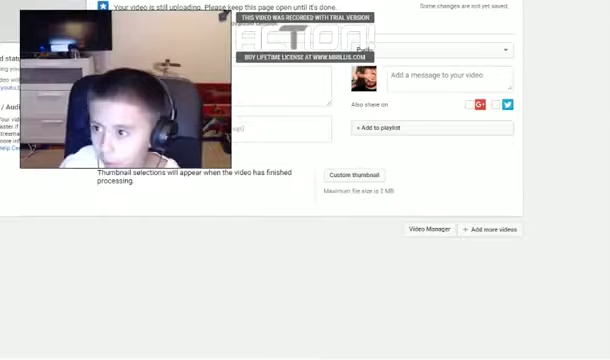 Your video is still uploading. Please keep this page open until it's done.
Some changes are not yet saved.
THIS VIDEO WAS RECORDED WITH TRIAL VERSION
ACTION!
BUY LIFETIME LICENSE AT WWW.MIRILLIS.COM
Add a message to your video
Also share on
+ Add to playlist
Thumbnail selections will appear when the video has finished
processing.
Custom thumbnail
Maximum file size is 2 MB
Video Manager
+ Add more videos